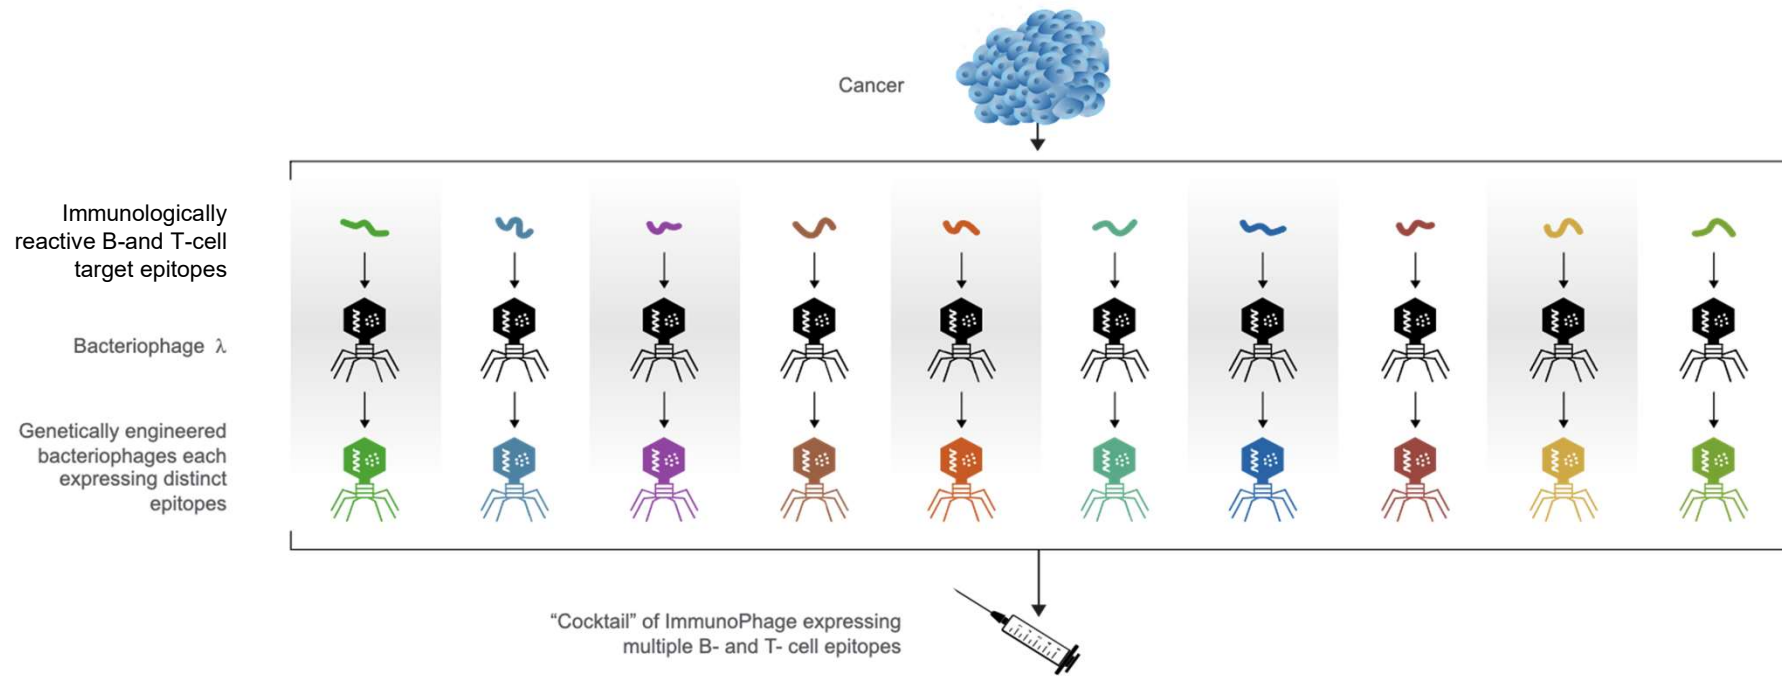 Cancer
Immunologically
reactive B-and T-cell
target epitopes
Bacteriophage λ
Genetically engineered
bacteriophages each
expressing distinct
epitopes
“Cocktail” of ImmunoPhage expressing
multiple B- and T- cell epitopes